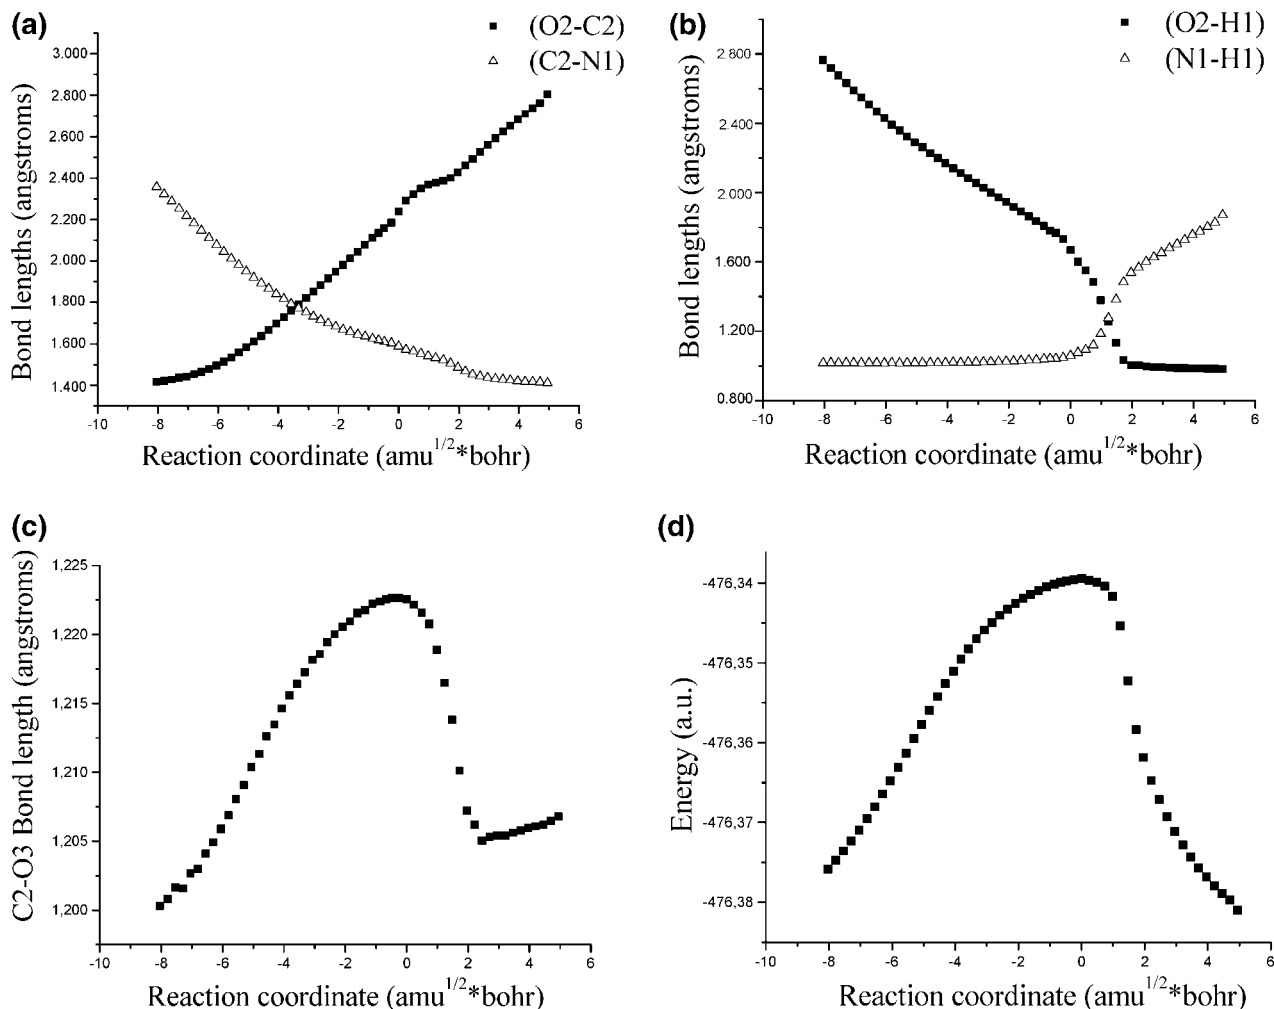 (a)
(O2-C2)
(C2-N1)
3.000
2.800
2.600
2.400
2.200
2.000
1.800
1.600
1.400
Bond lengths (angstroms)
-10 -8 -6 -4 -2 0 2 4 6
Reaction coordinate (amu^1/2*bohr)
(b)
(O2-H1)
(N1-H1)
2.800
2.400
2.000
1.600
1.200
0.800
Bond lengths (angstroms)
-10 -8 -6 -4 -2 0 2 4 6
Reaction coordinate (amu^1/2*bohr)
(c)
1,225
1,220
1,215
1,210
1,205
1,200
C2-O3 Bond length (angstroms)
-10 -8 -6 -4 -2 0 2 4 6
Reaction coordinate (amu^1/2*bohr)
(d)
-476,34
-476,35
-476,36
-476,37
-476,38
Energy (a.u.)
-10 -8 -6 -4 -2 0 2 4 6
Reaction coordinate (amu^1/2*bohr)